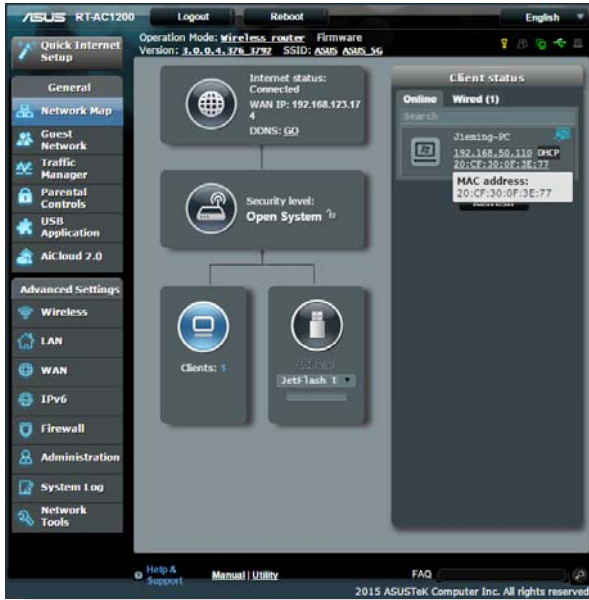 ASUS RT-AC1200 Logout Reboot English
Quick Internet
Setup
Operation Mode: Wireless router Firmware
Version: 3.0.0.4.376_3792 SSID: ASUS ASUS_5G
General
Network Map
Guest
Network
Traffic
Manager
Parental
Controls
USB
Application
AiCloud 2.0
Advanced Settings
Wireless
LAN
WAN
IPv6
Firewall
Administration
System Log
Network
Tools
Internet status:
Connected
WAN IP: 192.168.123.17
4
DDNS: GO
Security level:
Open System
Clients: 1
USB 2.0
JetFlash T
Client status
Online Wired (1)
Search
Jieming-PC
192.168.50.110 DHCP
20:CF:30:0F:3E:77
MAC address:
20:CF:30:0F:3E:77
Help &
Support
Manual | Utility
FAQ
2015 ASUSTeK Computer Inc. All rights reserved